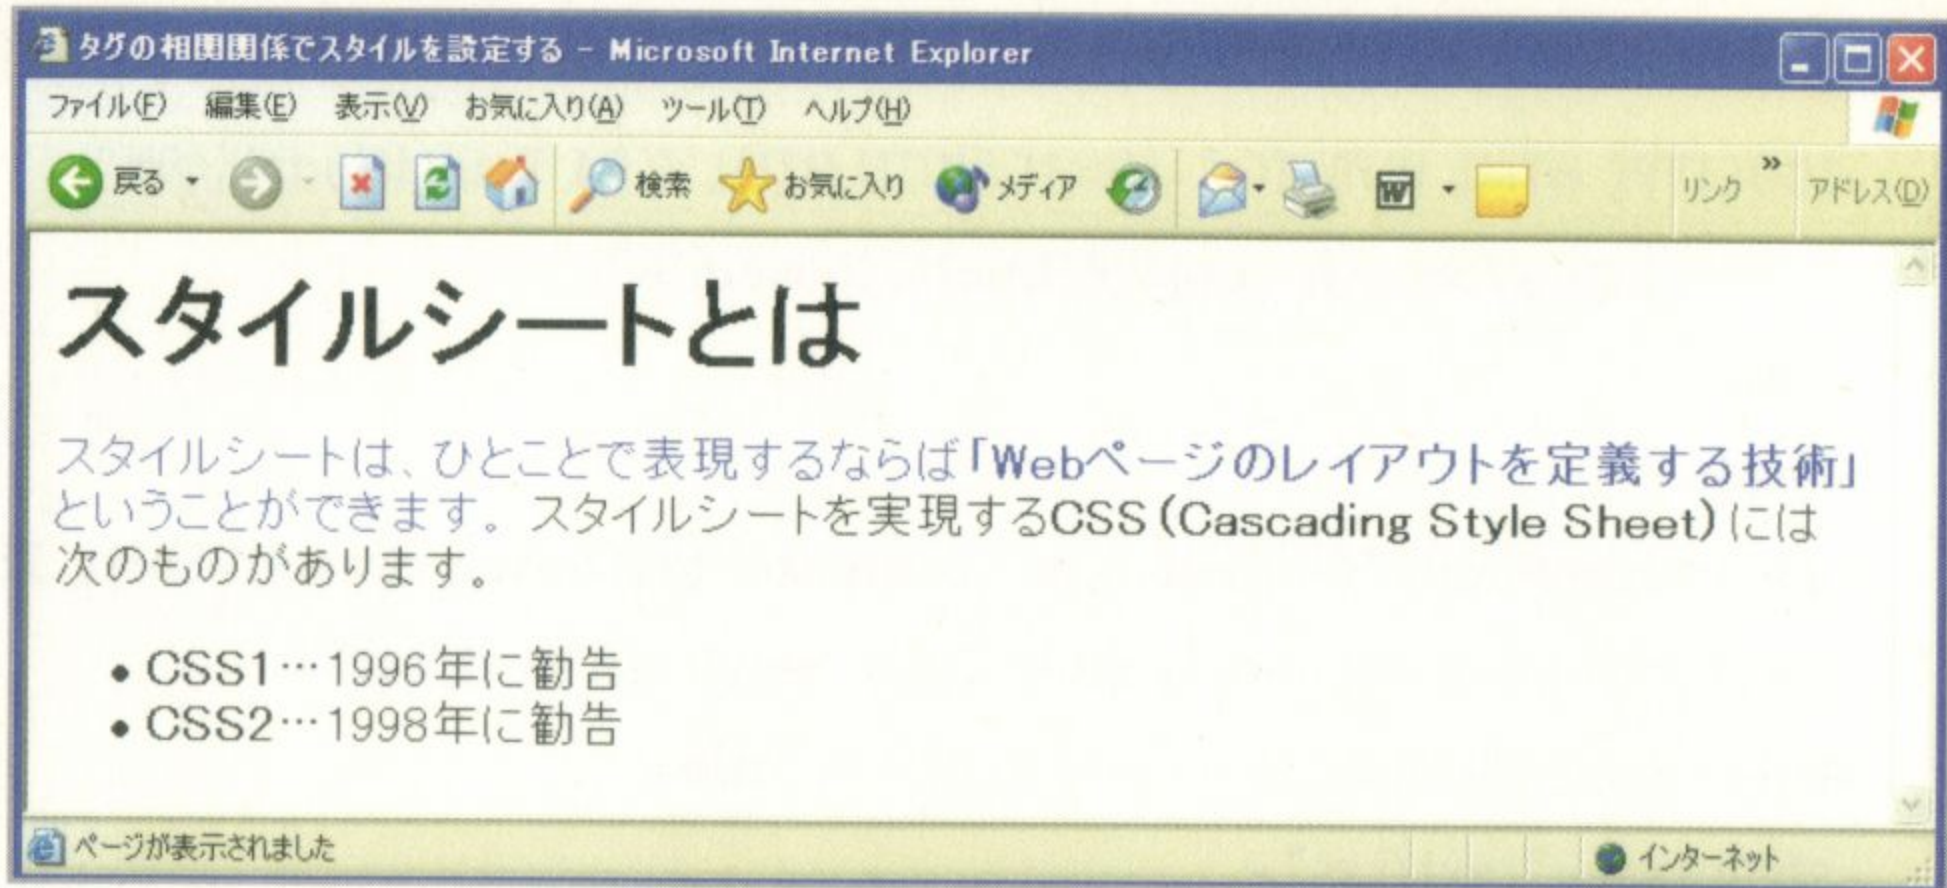 タグの相関関係でスタイルを設定する - Microsoft Internet Explorer
ファイル(F) 編集(E) 表示(V) お気に入り(A) ツール(T) ヘルプ(H)
戻る 検索 お気に入り メディア W リンク » アドレス(D)
スタイルシートとは
スタイルシートは、ひとことで表現するならば「Webページのレイアウトを定義する技術」
ということができます。スタイルシートを実現するCSS(Cascading Style Sheet)には
次のものがあります。
• CSS1…1996年に勧告
• CSS2…1998年に勧告
ページが表示されました インターネット